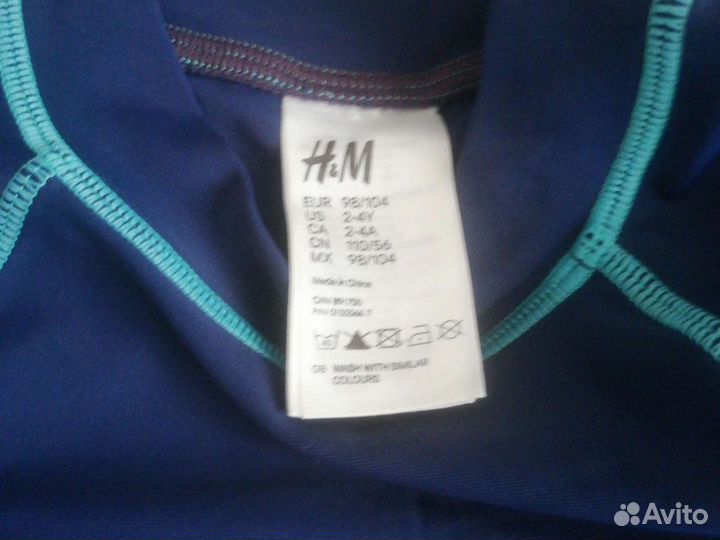 H&M
EUR 98/104
US 2-4Y
CA 2-4A
CN 110/56
MX 98/104
Made in China
40
GB WASH WITH SIMILAR
COLOURS
Avito